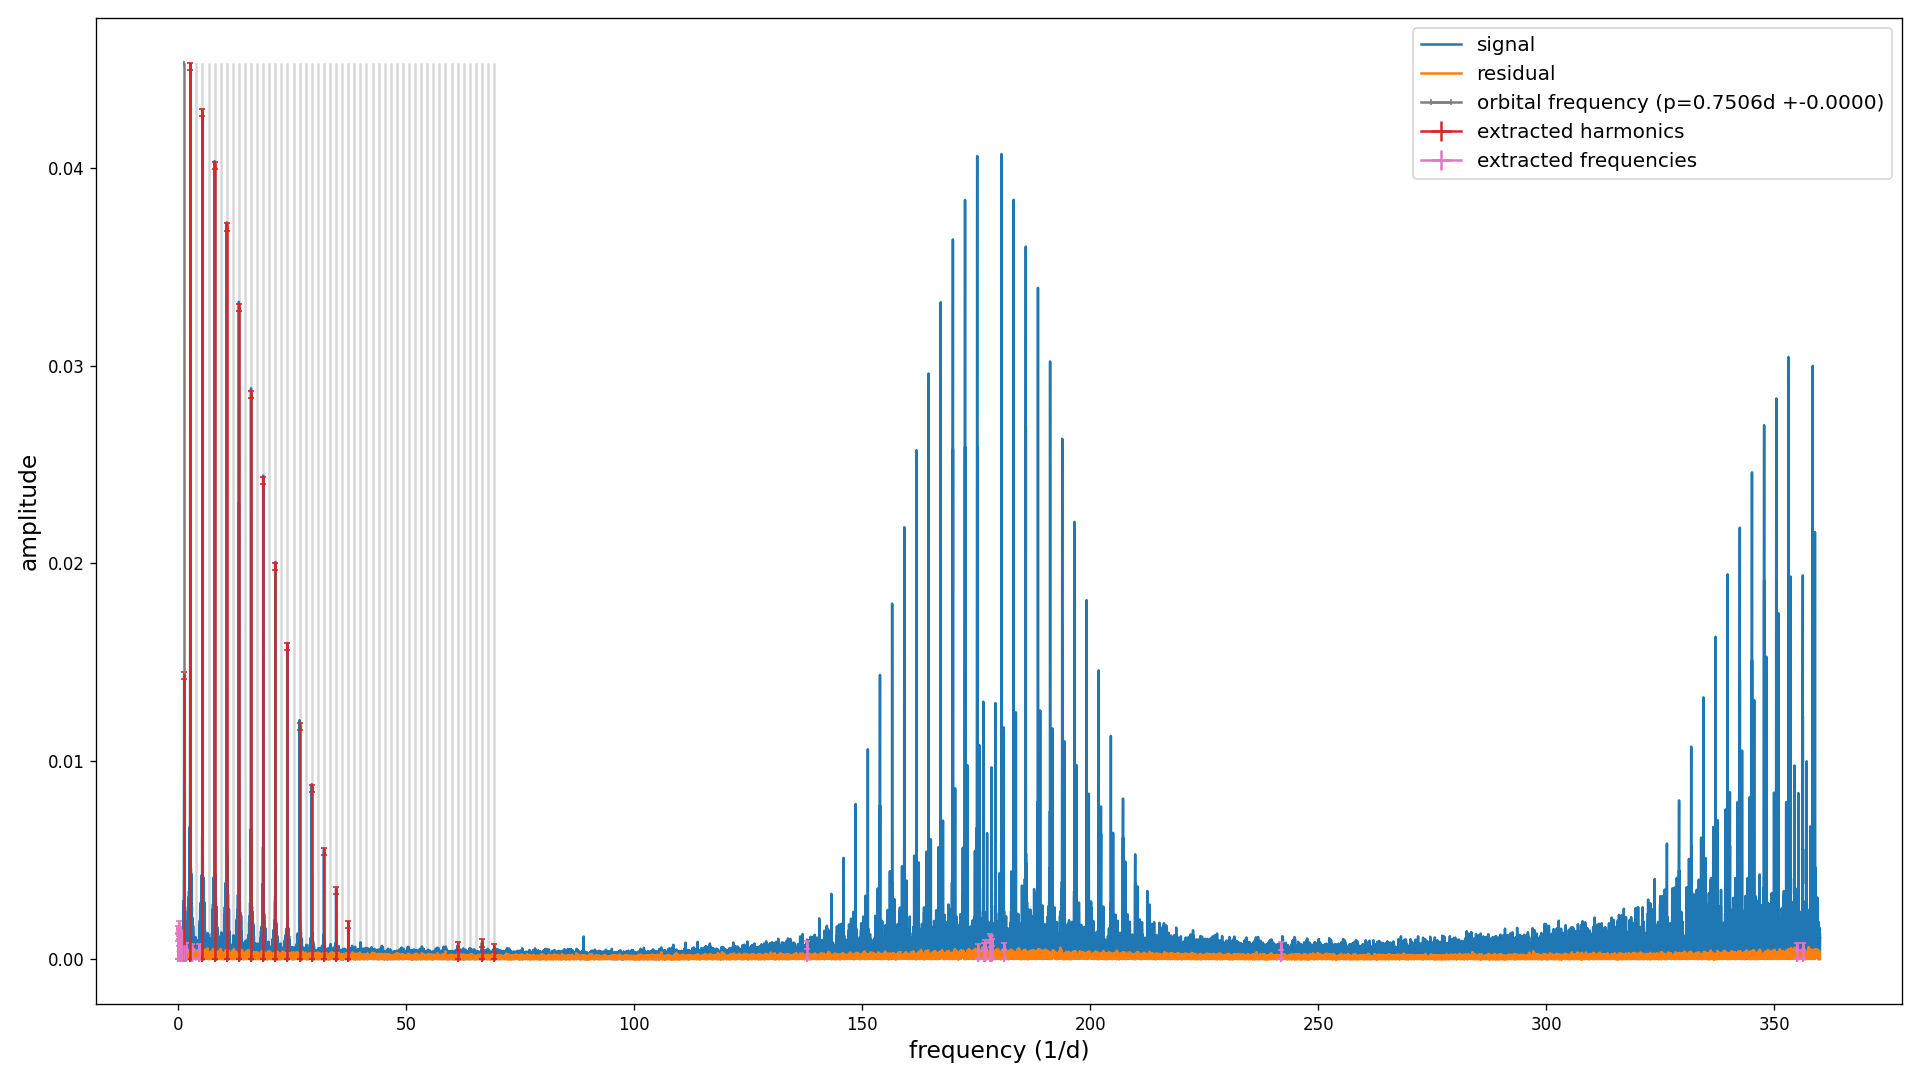 signal
residual
orbital frequency (p=0.7506d +-0.0000)
extracted harmonics
extracted frequencies
amplitude
0.04
0.03
0.02
0.01
0.00
0 50 100 150 200 250 300 350
frequency (1/d)